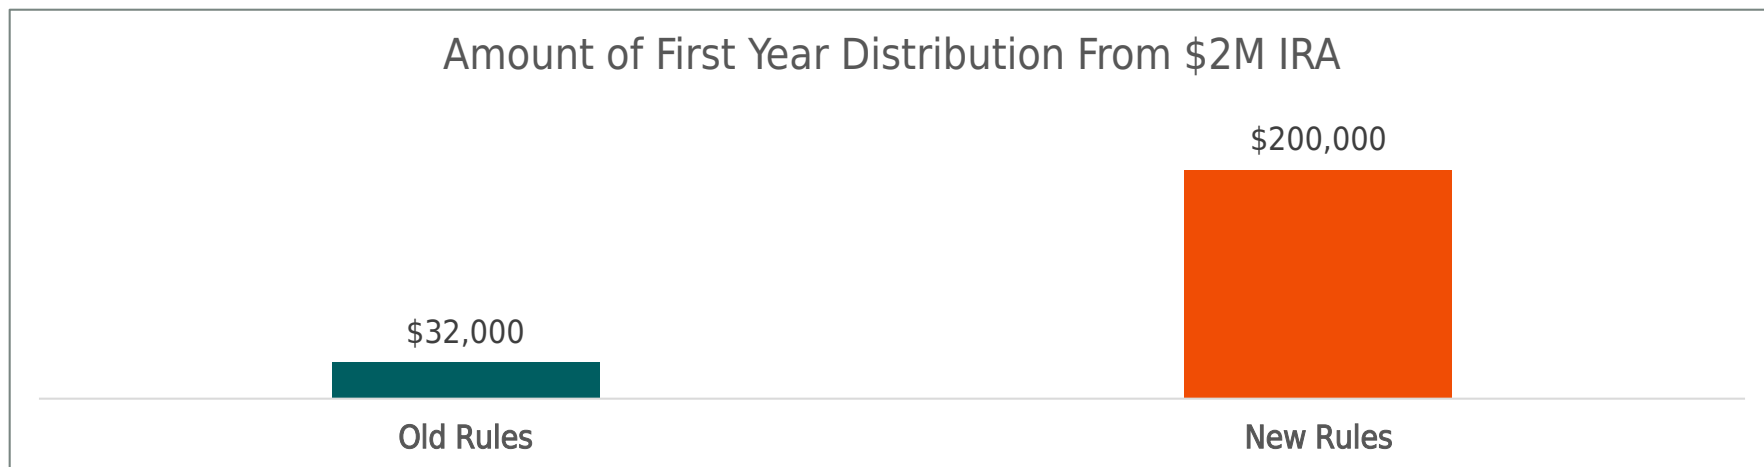 Amount of First Year Distribution From $2M IRA
$200,000
$32,000
Old Rules
New Rules